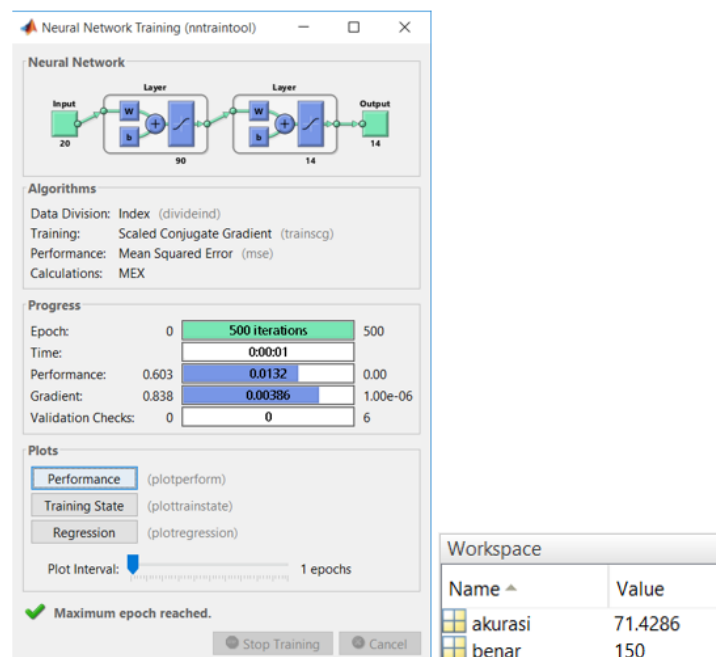 Neural Network Training (nntraintool)
Neural Network
Layer Layer
Input Output
W W
b b
20 14
90 14
Algorithms
Data Division: Index (divideind)
Training: Scaled Conjugate Gradient (trainscg)
Performance: Mean Squared Error (mse)
Calculations: MEX
Progress
Epoch: 0 500 iterations 500
Time: 0:00:01
Performance: 0.603 0.0132 0.00
Gradient: 0.838 0.00386 1.00e-06
Validation Checks: 0 0 6
Plots
Performance (plotperform)
Training State (plottrainstate)
Regression (plotregression)
Plot Interval: 1 epochs
Maximum epoch reached.
Stop Training Cancel
Workspace
Name Value
akurasi 71.4286
benar 150